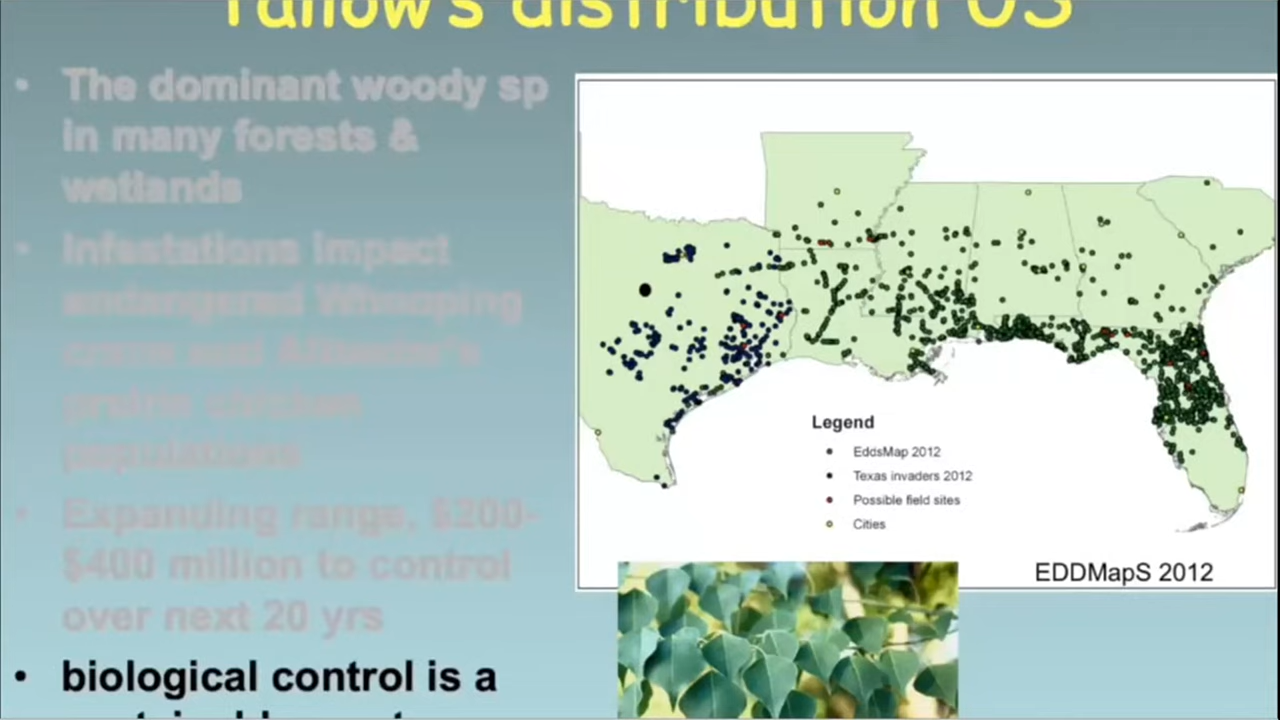 Tallow's distribution US
• The dominant woody sp
in many forests &
wetlands
• Infestations impact
endangered Whooping
crane and Attwater's
prairie chicken
populations
• Expanding range, $200-
$400 million to control
over next 20 yrs
• biological control is a
Legend
EddsMap 2012
Texas invaders 2012
Possible field sites
Cities
EDDMapS 2012